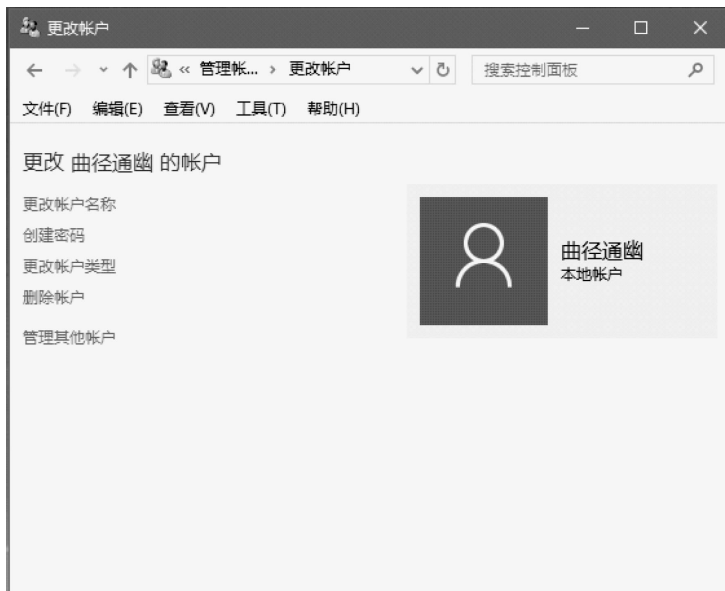 更改帐户
« 管理帐... › 更改帐户
搜索控制面板
文件(F) 编辑(E) 查看(V) 工具(T) 帮助(H)
更改 曲径通幽 的帐户
更改帐户名称
创建密码
更改帐户类型
删除帐户
管理其他帐户
曲径通幽
本地帐户